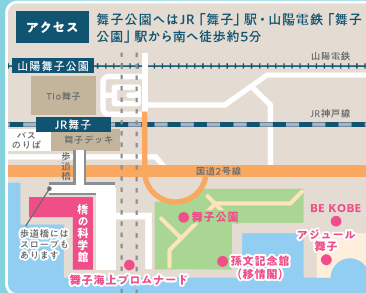 アクセス
舞子公園へはJR「舞子」駅・山陽電鉄「舞子
公園」駅から南へ徒歩約5分
山陽電鉄
山陽舞子公園
Tio舞子
JR神戸線
JR舞子
バス
のりば
舞子デッキ
歩道橋
国道2号線
橋の科学館
舞子公園
BE KOBE
アジュール
舞子
歩道橋には
スロープも
あります
孫文記念館
(移情閣)
舞子海上プロムナード